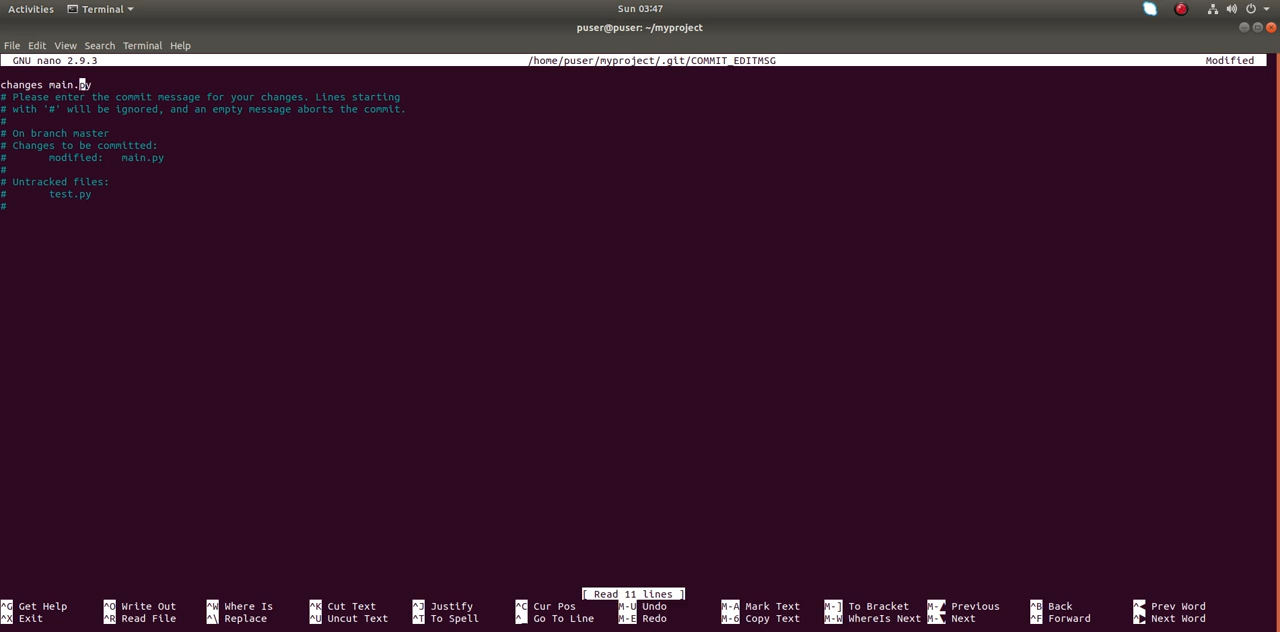 Activities Terminal Sun 03:47
puser@puser: ~/myproject
File Edit View Search Terminal Help
GNU nano 2.9.3 /home/puser/myproject/.git/COMMIT_EDITMSG Modified
changes main.py
# Please enter the commit message for your changes. Lines starting
# with '#' will be ignored, and an empty message aborts the commit.
#
# On branch master
# Changes to be committed:
#       modified:   main.py
#
# Untracked files:
#       test.py
#
[ Read 11 lines ]
^G Get Help ^O Write Out ^W Where Is ^K Cut Text ^J Justify ^C Cur Pos M-U Undo M-A Mark Text M-] To Bracket M-▲ Previous ^B Back ^◀ Prev Word
^X Exit ^R Read File ^\ Replace ^U Uncut Text ^T To Spell ^_ Go To Line M-E Redo M-6 Copy Text M-W WhereIs Next M-▼ Next ^F Forward ^▶ Next Word